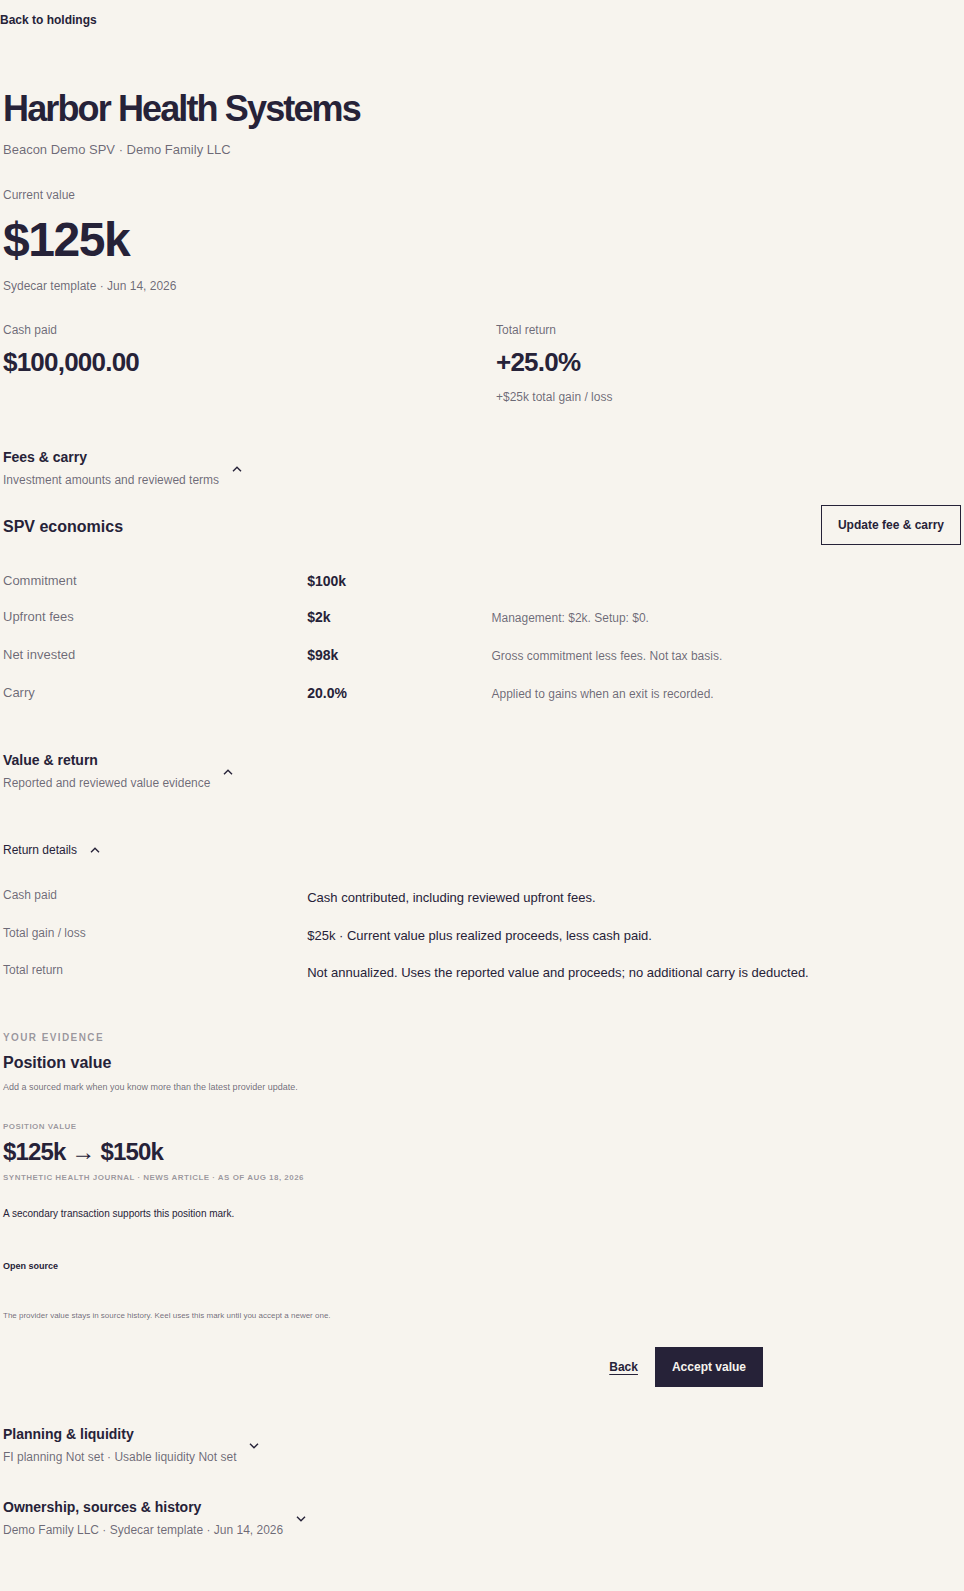 Back to holdings
Harbor Health Systems
Beacon Demo SPV · Demo Family LLC
Current value
$125k
Sydecar template · Jun 14, 2026
Cash paid
$100,000.00
Total return
+25.0%
+$25k total gain / loss
Fees & carry
Investment amounts and reviewed terms
SPV economics
Update fee & carry
Commitment $100k
Upfront fees $2k Management: $2k. Setup: $0.
Net invested $98k Gross commitment less fees. Not tax basis.
Carry 20.0% Applied to gains when an exit is recorded.
Value & return
Reported and reviewed value evidence
Return details
Cash paid Cash contributed, including reviewed upfront fees.
Total gain / loss $25k · Current value plus realized proceeds, less cash paid.
Total return Not annualized. Uses the reported value and proceeds; no additional carry is deducted.
YOUR EVIDENCE
Position value
Add a sourced mark when you know more than the latest provider update.
POSITION VALUE
$125k → $150k
SYNTHETIC HEALTH JOURNAL · NEWS ARTICLE · AS OF AUG 18, 2026
A secondary transaction supports this position mark.
Open source
The provider value stays in source history. Keel uses this mark until you accept a newer one.
Back Accept value
Planning & liquidity
FI planning Not set · Usable liquidity Not set
Ownership, sources & history
Demo Family LLC · Sydecar template · Jun 14, 2026